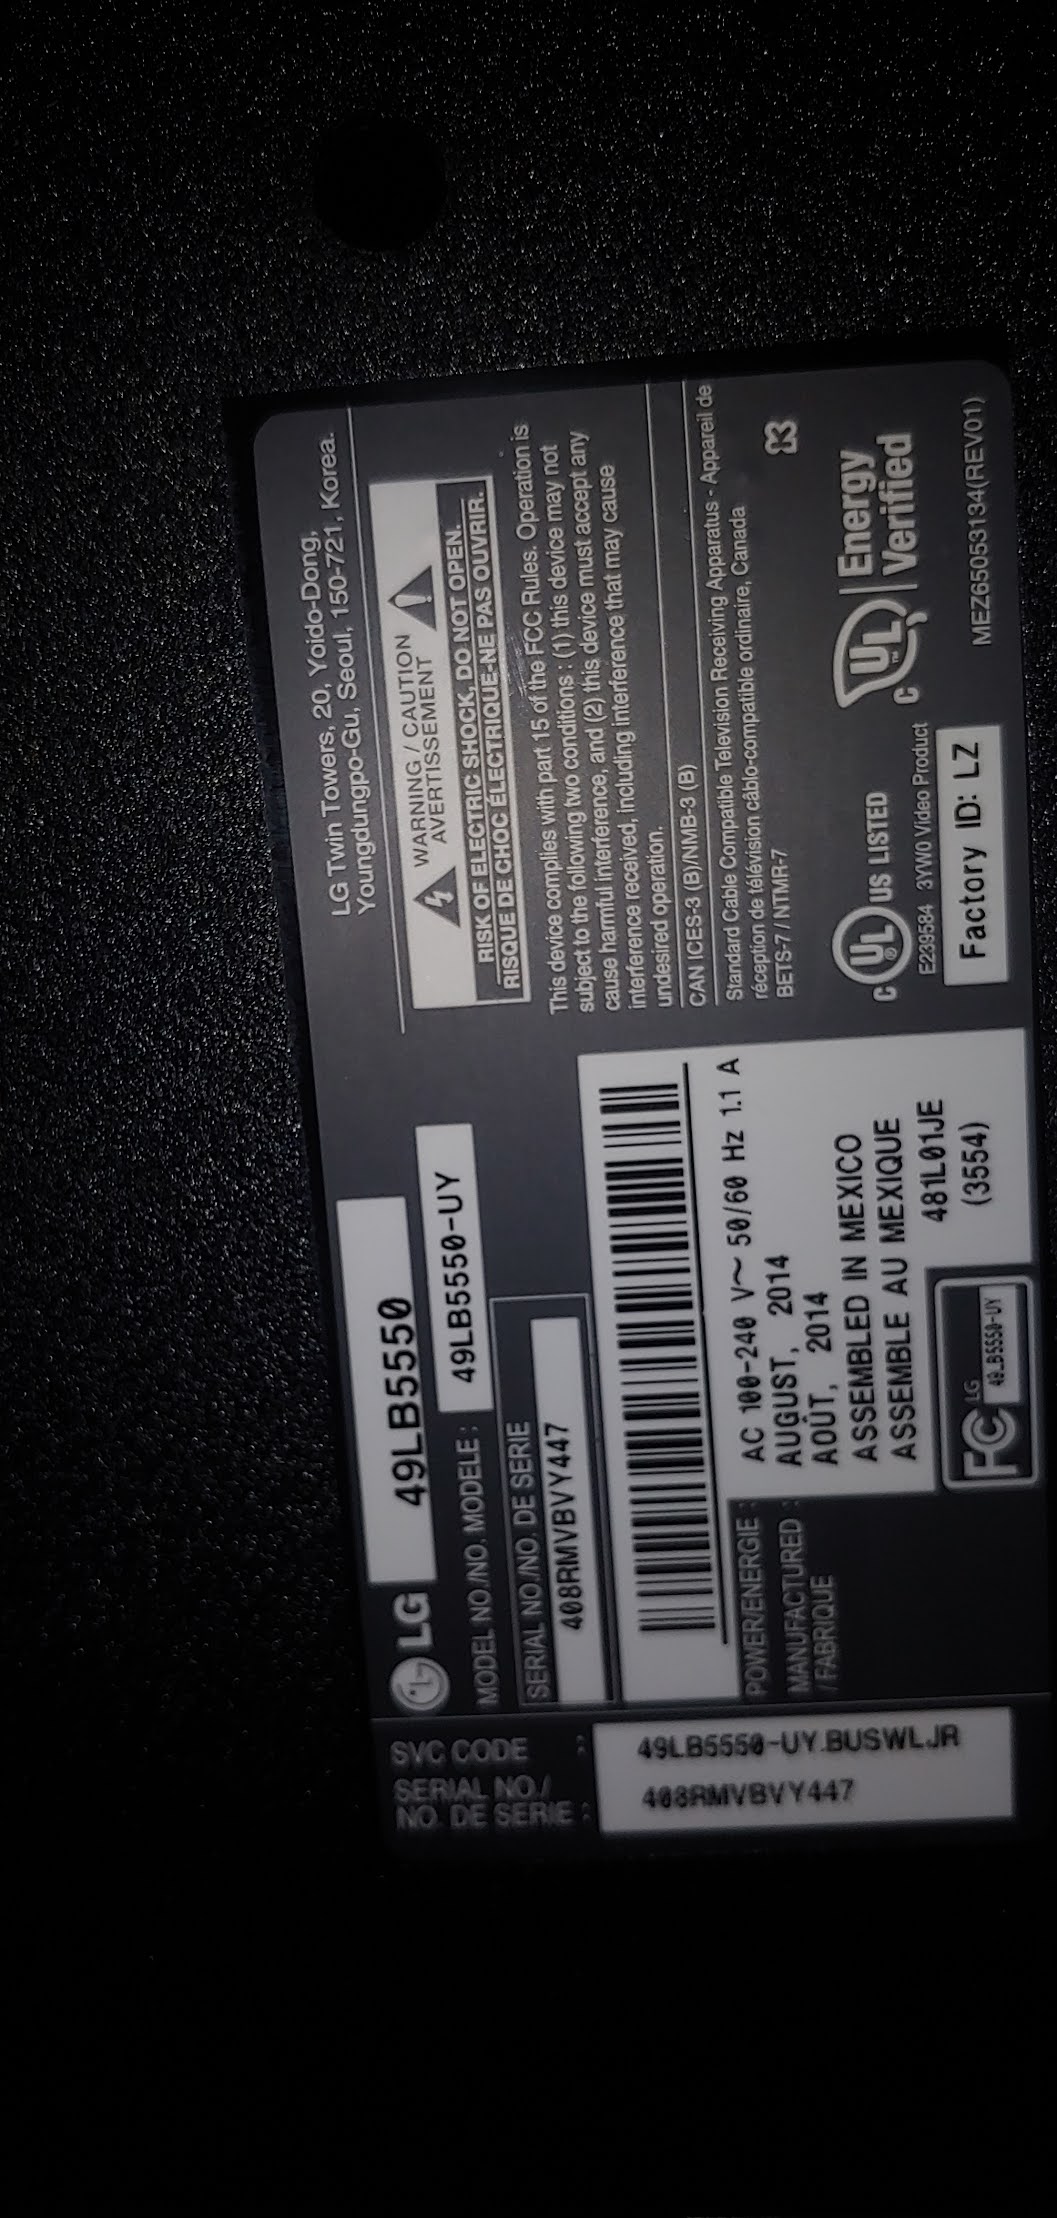 LG 49LB5550
MODEL NO./NO. MODELE : 49LB5550-UY
SERIAL NO./NO. DE SERIE
408RMVBVY447
POWER/ENERGIE : AC 100-240 V~ 50/60 Hz 1.1 A
MANUFACTURED : AUGUST, 2014
/ FABRIQUE AOÛT, 2014
ASSEMBLED IN MEXICO
ASSEMBLE AU MEXIQUE
481L01JE
(3554)
FC LG
49LB5550-UY
LG Twin Towers, 20, Yoido-Dong,
Youngdungpo-Gu, Seoul, 150-721, Korea.
WARNING / CAUTION
AVERTISSEMENT
RISK OF ELECTRIC SHOCK, DO NOT OPEN.
RISQUE DE CHOC ÉLECTRIQUE-NE PAS OUVRIR.
This device complies with part 15 of the FCC Rules. Operation is
subject to the following two conditions : (1) this device may not
cause harmful interference, and (2) this device must accept any
interference received, including interference that may cause
undesired operation.
CAN ICES-3 (B)/NMB-3 (B)
Standard Cable Compatible Television Receiving Apparatus - Appareil de
réception de télévision câblo-compatible ordinaire, Canada
BETS-7 / NTMR-7
C UL ® US LISTED
E239584 3YW0 Video Product
C UL ™ Energy
Verified
Factory ID: LZ
MEZ65053134(REV01)
SVC CODE : 49LB5550-UY.BUSWLJR
SERIAL NO./
NO. DE SERIE : 408RMVBVY447